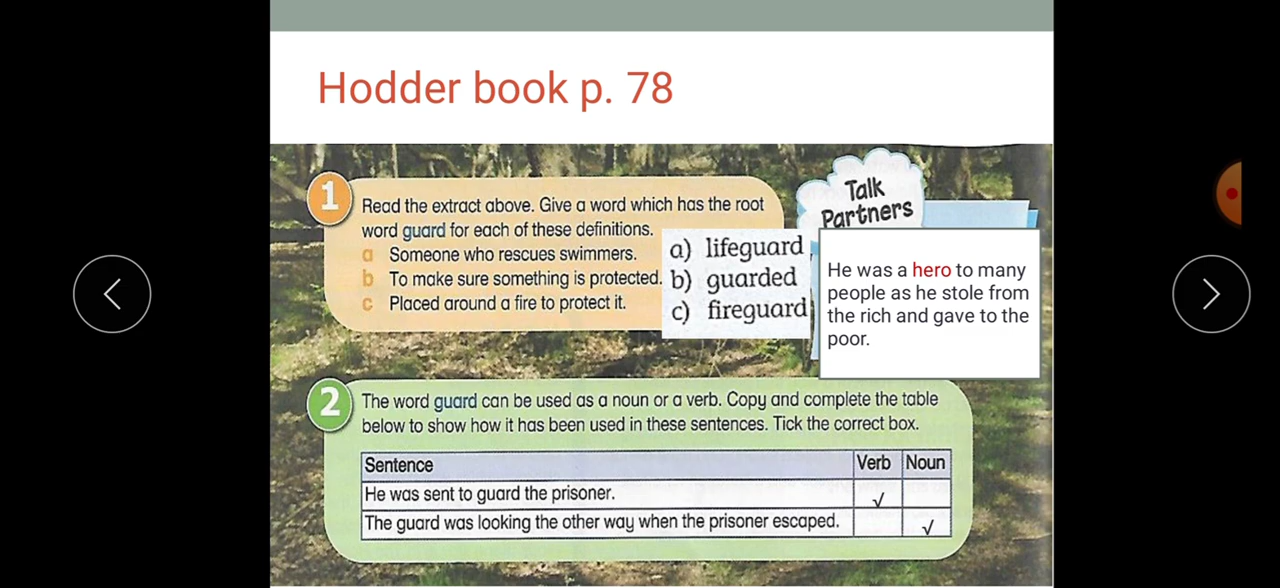 Hodder book p. 78
1
Read the extract above. Give a word which has the root
word guard for each of these definitions.
a Someone who rescues swimmers.
b To make sure something is protected.
c Placed around a fire to protect it.
a) lifeguard
b) guarded
c) fireguard
Talk
Partners
He was a hero to many
people as he stole from
the rich and gave to the
poor.
2
The word guard can be used as a noun or a verb. Copy and complete the table
below to show how it has been used in these sentences. Tick the correct box.
Sentence Verb Noun
He was sent to guard the prisoner. √
The guard was looking the other way when the prisoner escaped. √